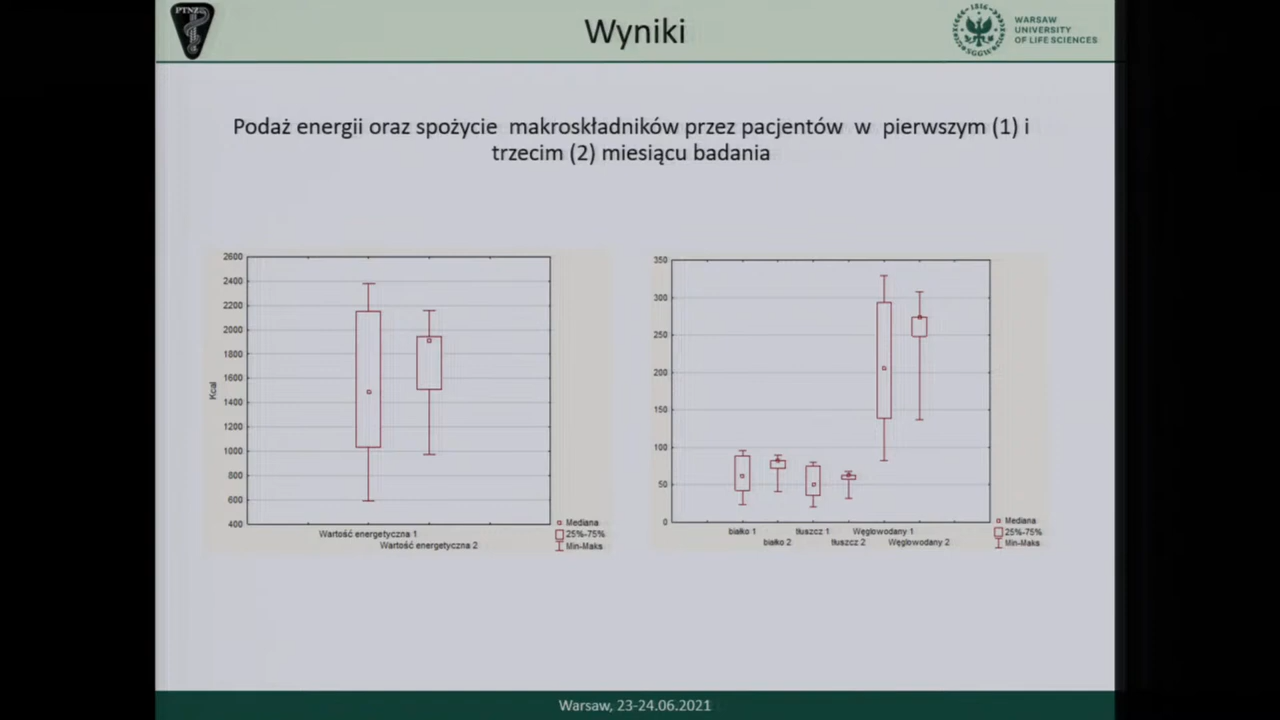 PTNZ
Wyniki
1816
SGGW
WARSAW
UNIVERSITY
OF LIFE SCIENCES
Podaż energii oraz spożycie makroskładników przez pacjentów w pierwszym (1) i
trzecim (2) miesiącu badania
2600
2400
2200
2000
1800
1600
1400
1200
1000
800
600
400
Kcal
Wartość energetyczna 1
Wartość energetyczna 2
Mediana
25%-75%
Min-Maks
350
300
250
200
150
100
50
0
białko 1
tłuszcz 1
Węglowodany 1
białko 2
tłuszcz 2
Węglowodany 2
Mediana
25%-75%
Min-Maks
Warsaw, 23-24.06.2021